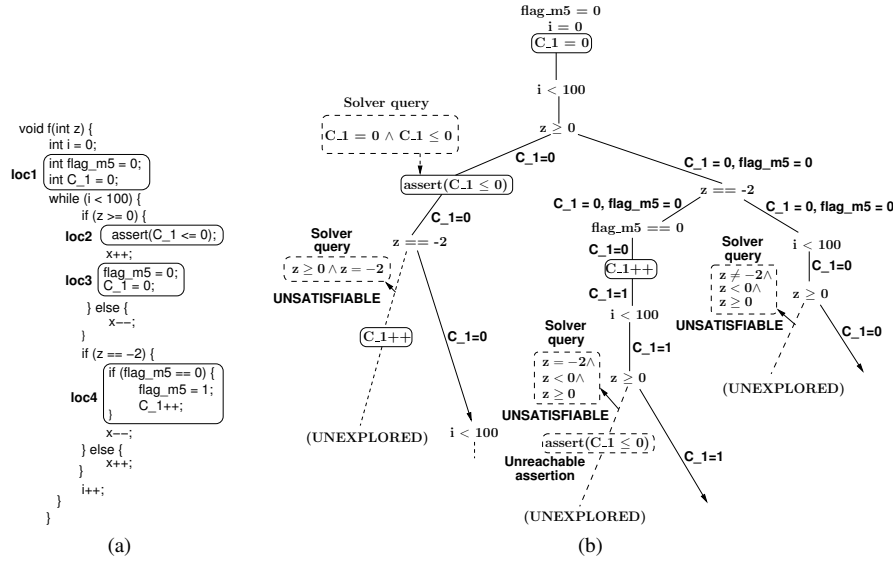 void f(int z) {
int i = 0;
loc1
int flag_m5 = 0;
int C_1 = 0;
while (i < 100) {
if (z >= 0) {
loc2
assert(C_1 <= 0);
x++;
loc3
flag_m5 = 0;
C_1 = 0;
} else {
x−−;
}
if (z == −2) {
loc4
if (flag_m5 == 0) {
flag_m5 = 1;
C_1++;
}
x−−;
} else {
x++;
}
i++;
}
}
(a)
flag_m5 = 0
i = 0
C_1 = 0
i < 100
z ≥ 0
Solver query
C_1 = 0 ∧ C_1 ≤ 0
C_1=0
C_1 = 0, flag_m5 = 0
assert(C_1 ≤ 0)
z == -2
C_1=0
C_1 = 0, flag_m5 = 0
C_1 = 0, flag_m5 = 0
z == -2
flag_m5 == 0
i < 100
Solver
query
z ≥ 0 ∧ z = −2
UNSATISFIABLE
C_1=0
C_1++
C_1=1
i < 100
Solver
query
z ≠ −2∧
z < 0∧
z ≥ 0
UNSATISFIABLE
C_1=0
z ≥ 0
C_1++
C_1=0
C_1=0
Solver
query
z = −2∧
z < 0∧
z ≥ 0
UNSATISFIABLE
C_1=1
z ≥ 0
(UNEXPLORED)
(UNEXPLORED)
i < 100
assert(C_1 ≤ 0)
Unreachable
assertion
C_1=1
(UNEXPLORED)
(b)